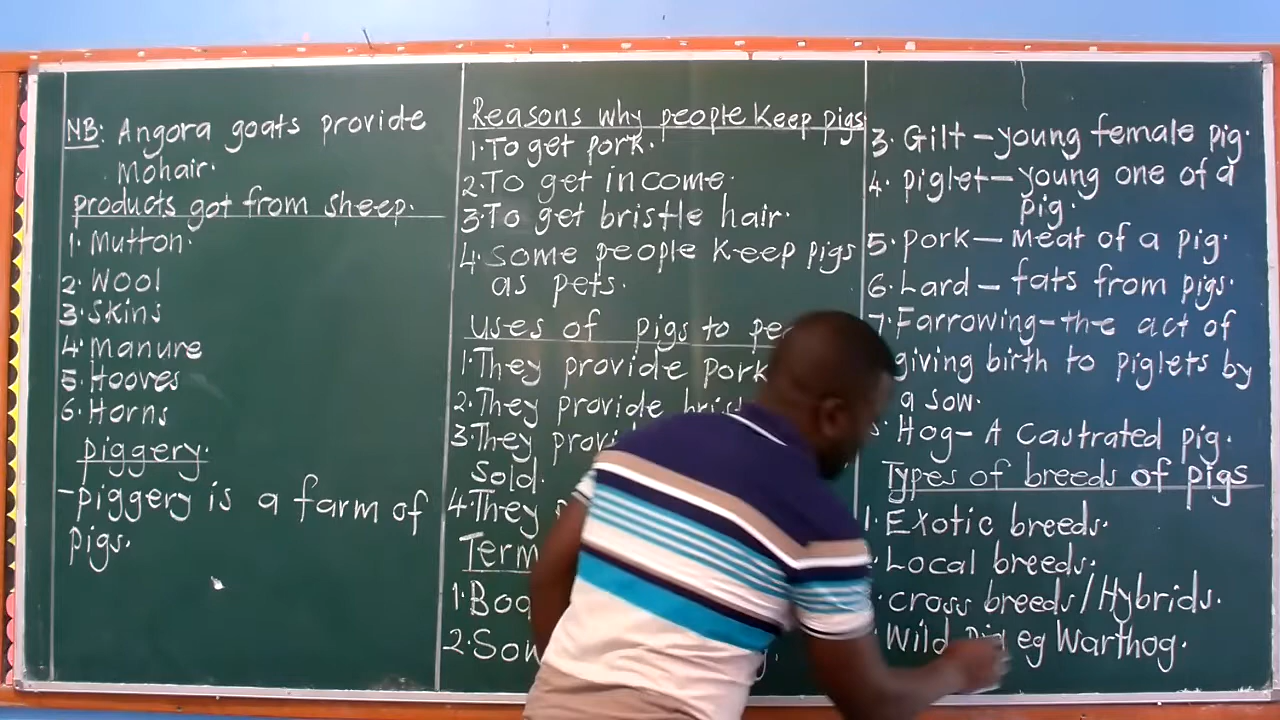 NB: Angora goats provide
Mohair.
products got from sheep.
1. Mutton.
2. Wool
3. Skins
4. Manure
5. Hooves
6. Horns
piggery.
-piggery is a farm of
pigs.
Reasons why people keep pigs
1. To get pork.
2. To get income.
3. To get bristle hair.
4. Some people keep pigs
as pets.
uses of pigs to
1. They provide pork
2. They provide
3. They
Sold.
4. They
1.
2. Sow
3. Gilt – young female pig.
4. piglet – young one of a
pig.
5. pork – Meat of a pig.
6. Lard – fats from pigs.
7. Farrowing – the act of
giving birth to piglets by
a sow.
Hog – A Castrated pig.
Types of breeds of pigs
1. Exotic breeds.
Local breeds.
cross breeds/Hybrids.
Wild pig eg Warthog.